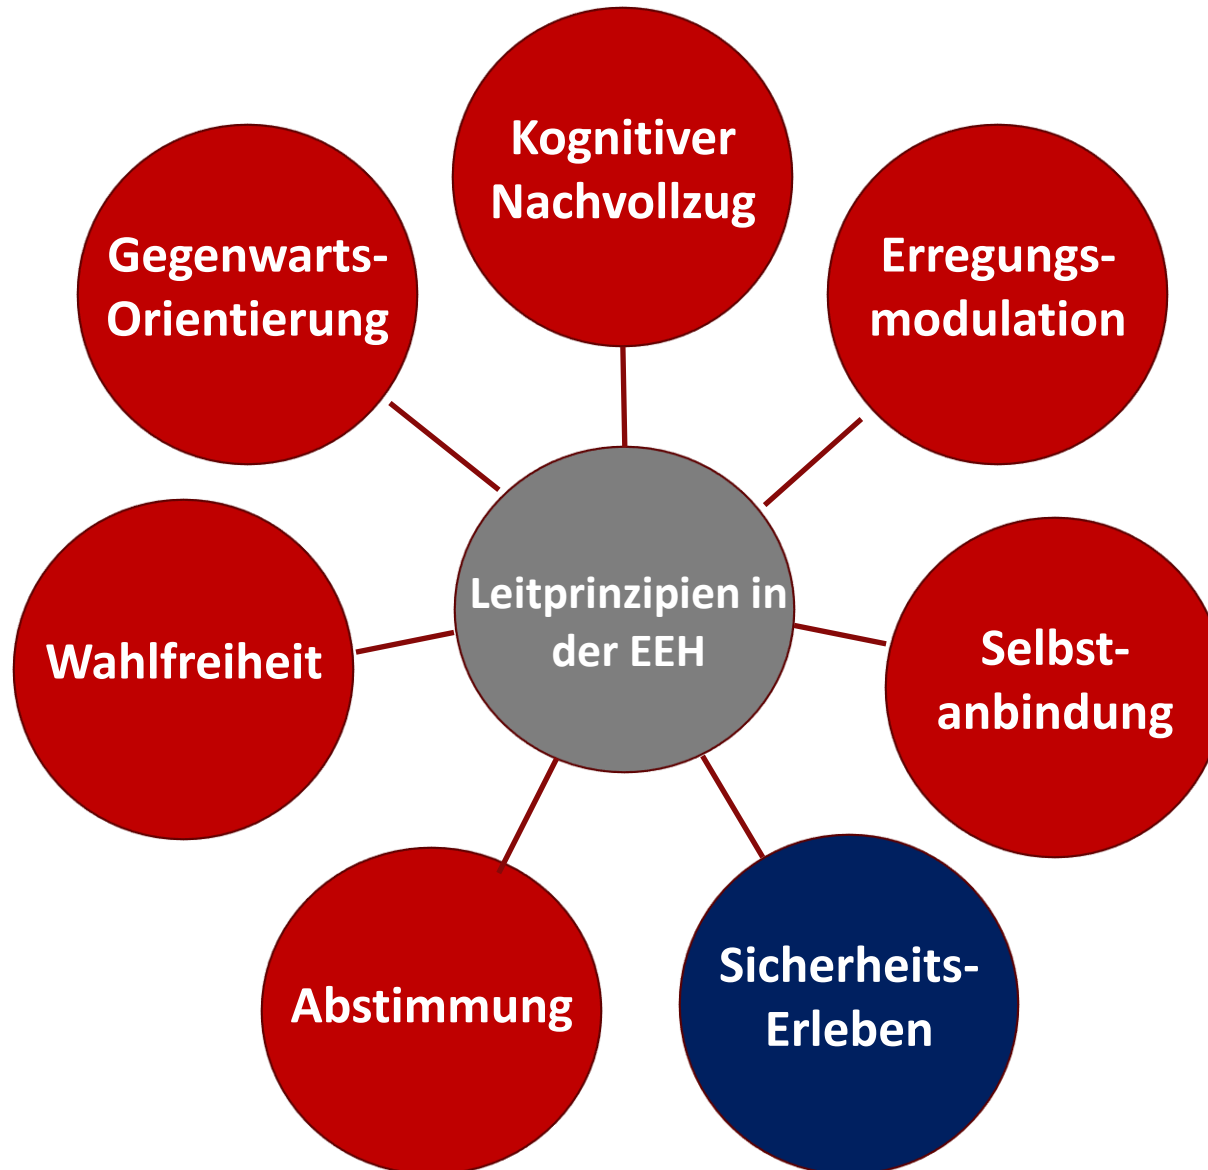 Kognitiver
Nachvollzug
Gegenwarts-
Orientierung
Erregungs-
modulation
Leitprinzipien in
der EEH
Wahlfreiheit
Selbst-
anbindung
Abstimmung
Sicherheits-
Erleben